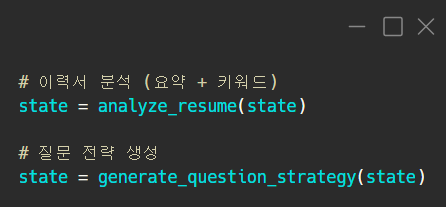 # 이력서 분석 (요약 + 키워드)
state = analyze_resume(state)
# 질문 전략 생성
state = generate_question_strategy(state)